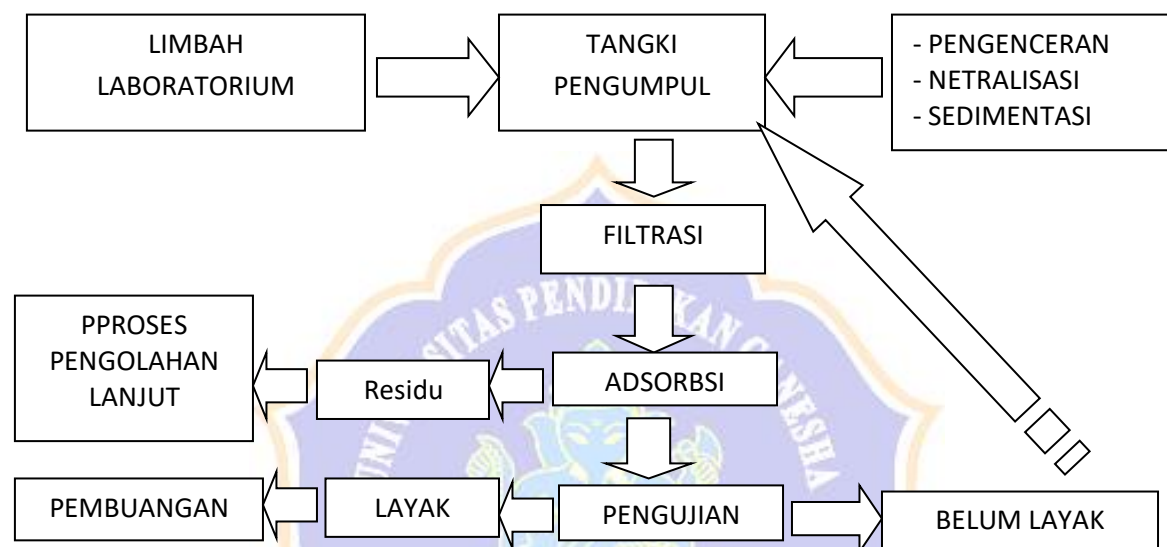 LIMBAH
LABORATORIUM
TANGKI
PENGUMPUL
- PENGENCERAN
- NETRALISASI
- SEDIMENTASI
FILTRASI
PPROSES
PENGOLAHAN
LANJUT
Residu
ADSORBSI
PEMBUANGAN
LAYAK
PENGUJIAN
BELUM LAYAK